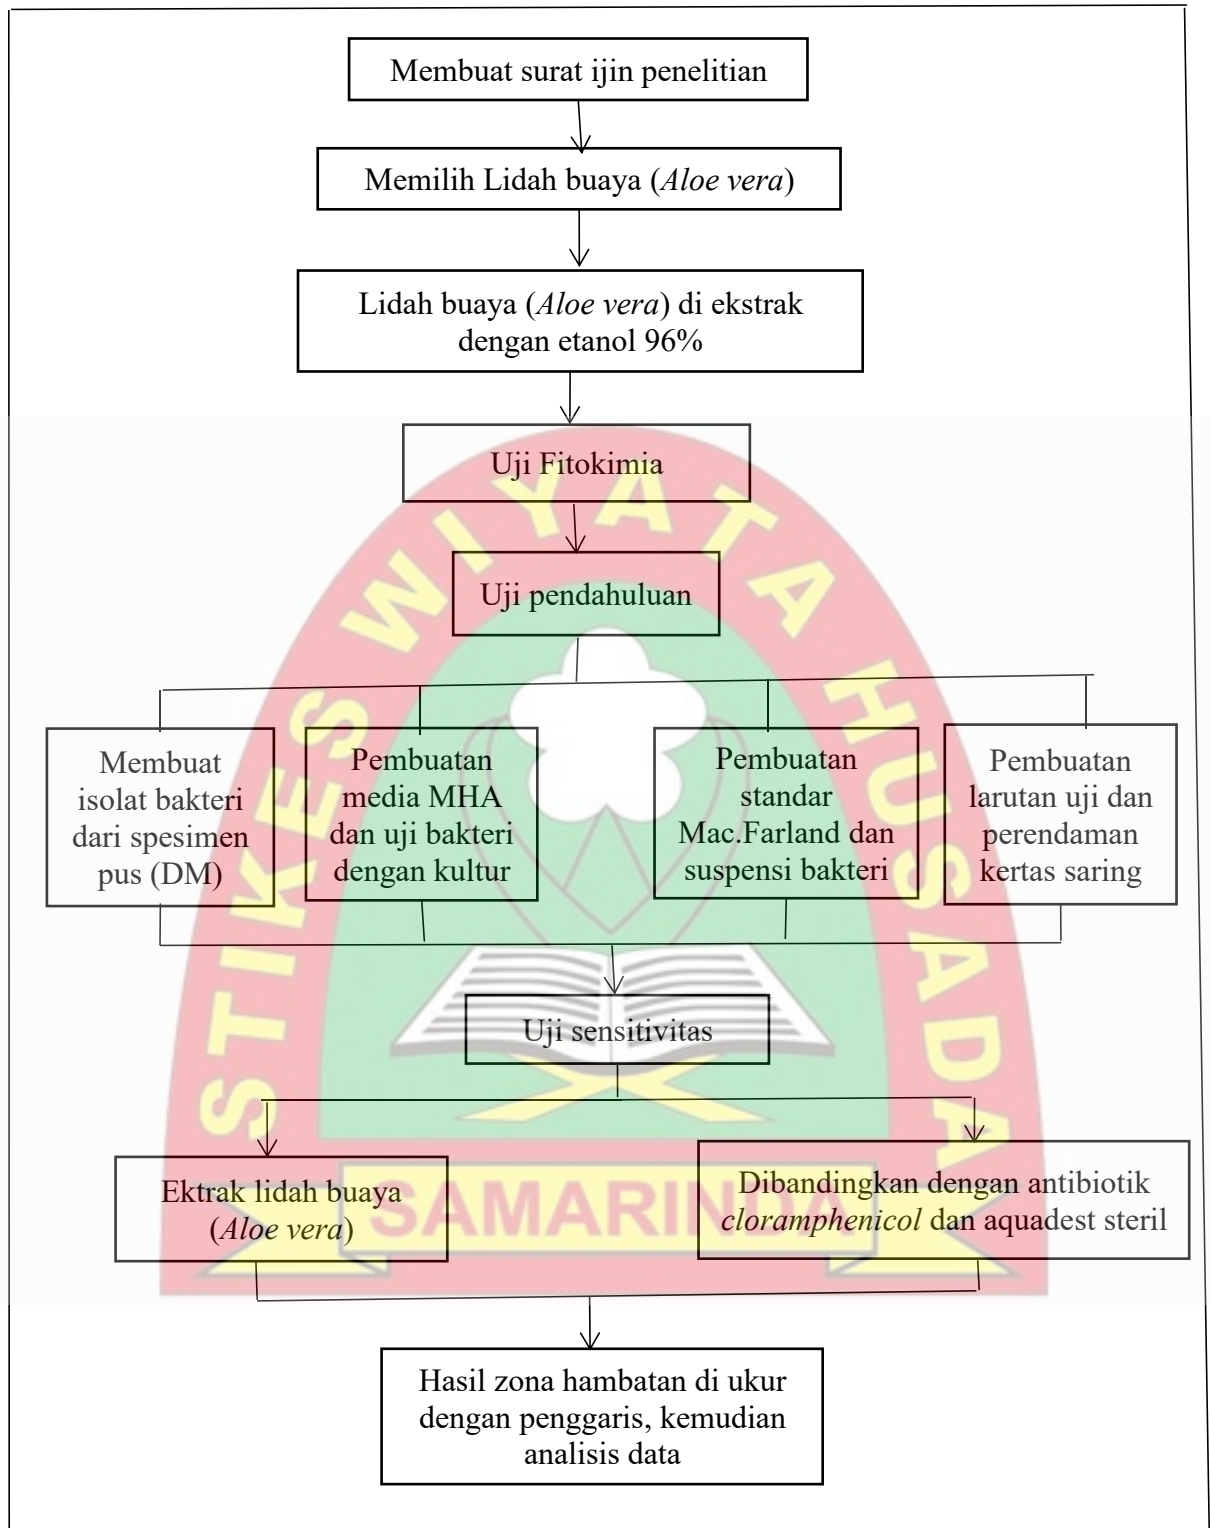 Membuat surat ijin penelitian
Memilih Lidah buaya (Aloe vera)
Lidah buaya (Aloe vera) di ekstrak
dengan etanol 96%
Uji Fitokimia
Uji pendahuluan
Membuat
isolat bakteri
dari spesimen
pus (DM)
Pembuatan
media MHA
dan uji bakteri
dengan kultur
Pembuatan
standar
Mac.Farland dan
suspensi bakteri
Pembuatan
larutan uji dan
perendaman
kertas saring
Uji sensitivitas
Ektrak lidah buaya
(Aloe vera)
Dibandingkan dengan antibiotik
cloramphenicol dan aquadest steril
Hasil zona hambatan di ukur
dengan penggaris, kemudian
analisis data
STIKES WIYATA HUSADA
SAMARINDA